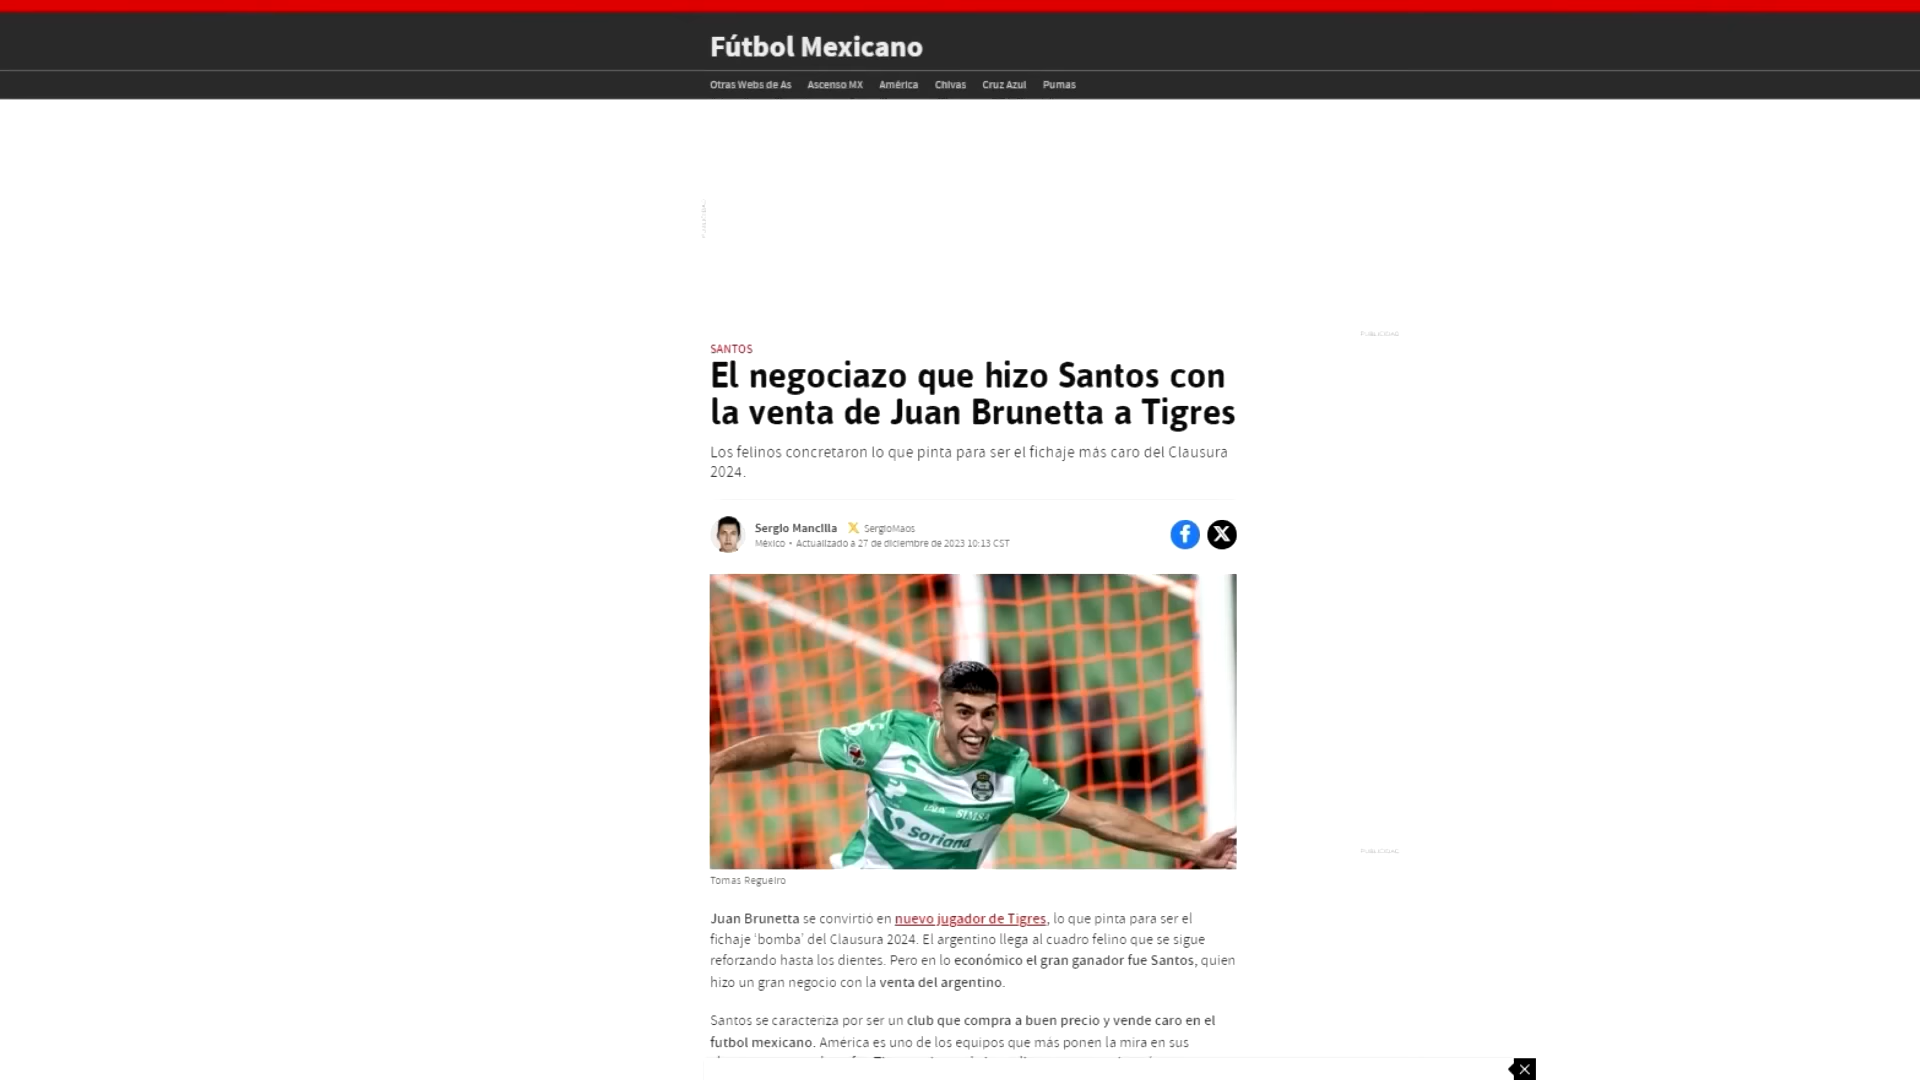 Fútbol Mexicano
Otras Webs de As Ascenso MX América Chivas Cruz Azul Pumas
PUBLICIDAD
SANTOS
El negociazo que hizo Santos con
la venta de Juan Brunetta a Tigres
Los felinos concretaron lo que pinta para ser el fichaje más caro del Clausura
2024.
Sergio Mancilla SergioMaos
México • Actualizado a 27 de diciembre de 2023 10:13 CST
LALA SIMSA
Soriana
PUBLICIDAD
Tomas Regueiro
Juan Brunetta se convirtió en nuevo jugador de Tigres, lo que pinta para ser el
fichaje ‘bomba’ del Clausura 2024. El argentino llega al cuadro felino que se sigue
reforzando hasta los dientes. Pero en lo económico el gran ganador fue Santos, quien
hizo un gran negocio con la venta del argentino.
Santos se caracteriza por ser un club que compra a buen precio y vende caro en el
futbol mexicano. América es uno de los equipos que más ponen la mira en sus